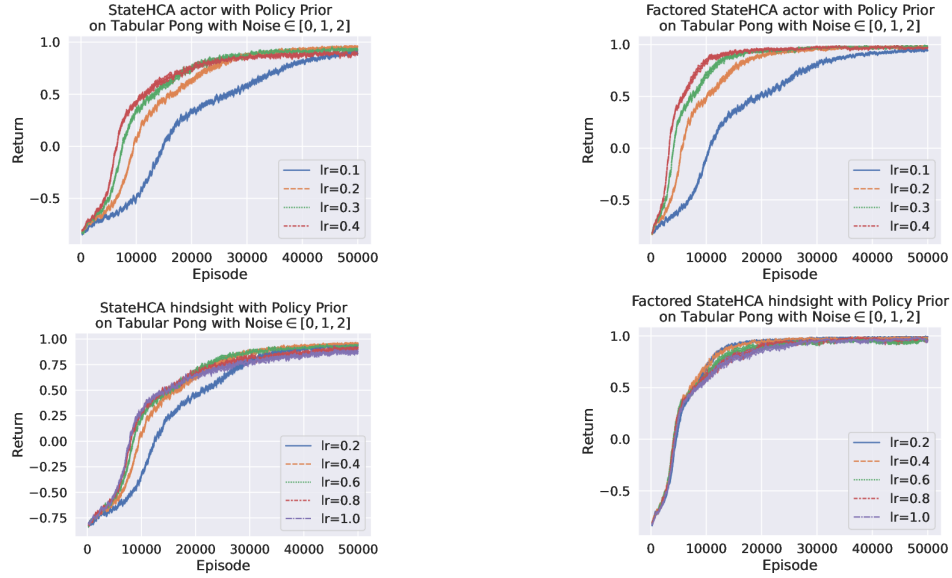 StateHCA actor with Policy Prior
on Tabular Pong with Noise ∈ [0, 1, 2]
1.0
0.5
0.0
−0.5
Return
lr=0.1
lr=0.2
lr=0.3
lr=0.4
0 10000 20000 30000 40000 50000
Episode
Factored StateHCA actor with Policy Prior
on Tabular Pong with Noise ∈ [0, 1, 2]
1.0
0.5
0.0
−0.5
Return
lr=0.1
lr=0.2
lr=0.3
lr=0.4
0 10000 20000 30000 40000 50000
Episode
StateHCA hindsight with Policy Prior
on Tabular Pong with Noise ∈ [0, 1, 2]
1.00
0.75
0.50
0.25
0.00
−0.25
−0.50
−0.75
Return
lr=0.2
lr=0.4
lr=0.6
lr=0.8
lr=1.0
0 10000 20000 30000 40000 50000
Episode
Factored StateHCA hindsight with Policy Prior
on Tabular Pong with Noise ∈ [0, 1, 2]
1.0
0.5
0.0
−0.5
Return
lr=0.2
lr=0.4
lr=0.6
lr=0.8
lr=1.0
0 10000 20000 30000 40000 50000
Episode